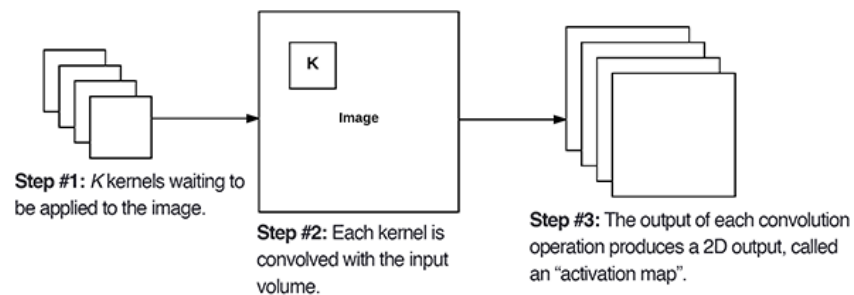 K
Image
Step #1: K kernels waiting to
be applied to the image.
Step #2: Each kernel is
convolved with the input
volume.
Step #3: The output of each convolution
operation produces a 2D output, called
an “activation map”.